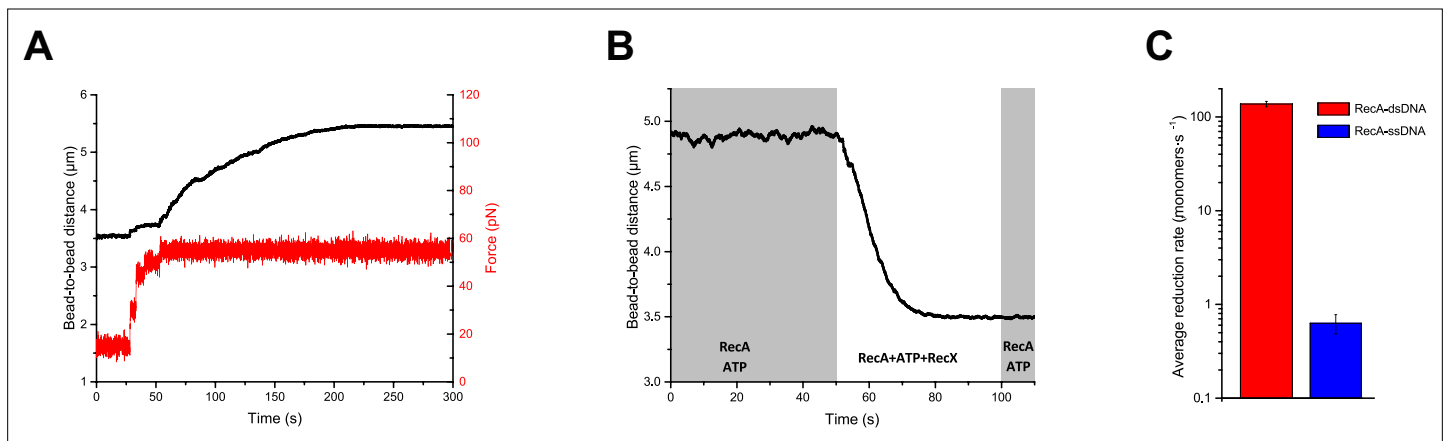 A
B
C
6
5
4
3
2
1
Bead-to-bead distance (μm)
120
100
80
60
40
20
0
Force (pN)
0
50
100
150
200
250
300
Time (s)
5.0
4.5
4.0
3.5
3.0
Bead-to-bead distance (μm)
RecA
ATP
RecA+ATP+RecX
RecA
ATP
0
20
40
60
80
100
Time (s)
100
10
1
0.1
Average reduction rate (monomers·s⁻¹)
RecA-dsDNA
RecA-ssDNA